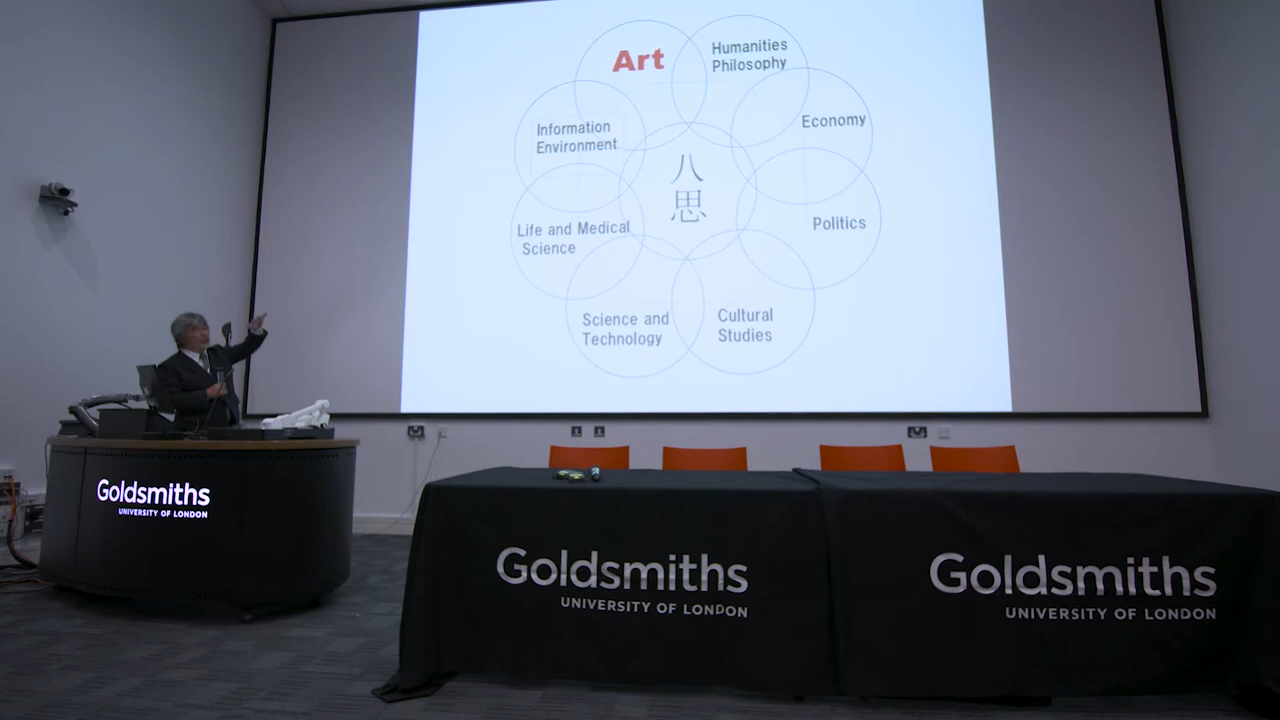 Art
Humanities
Philosophy
Information
Environment
Economy
八
思
Life and Medical
Science
Politics
Science and
Technology
Cultural
Studies
Goldsmiths
UNIVERSITY OF LONDON
Goldsmiths
UNIVERSITY OF LONDON
Goldsmiths
UNIVERSITY OF LONDON